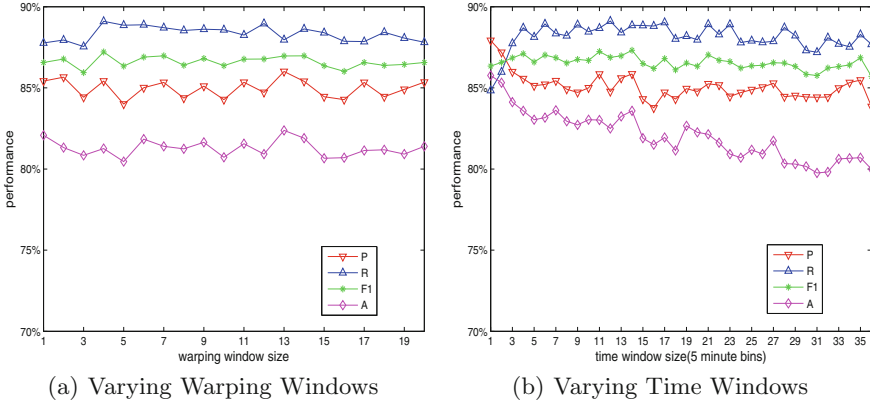 90%
85%
80%
75%
70%
performance
1 3 5 7 9 11 13 15 17 19
warping window size
P
R
F1
A
(a) Varying Warping Windows
90%
85%
80%
75%
70%
performance
1 3 5 7 9 11 13 15 17 19 21 23 25 27 29 31 33 35
time window size(5 minute bins)
P
R
F1
A
(b) Varying Time Windows